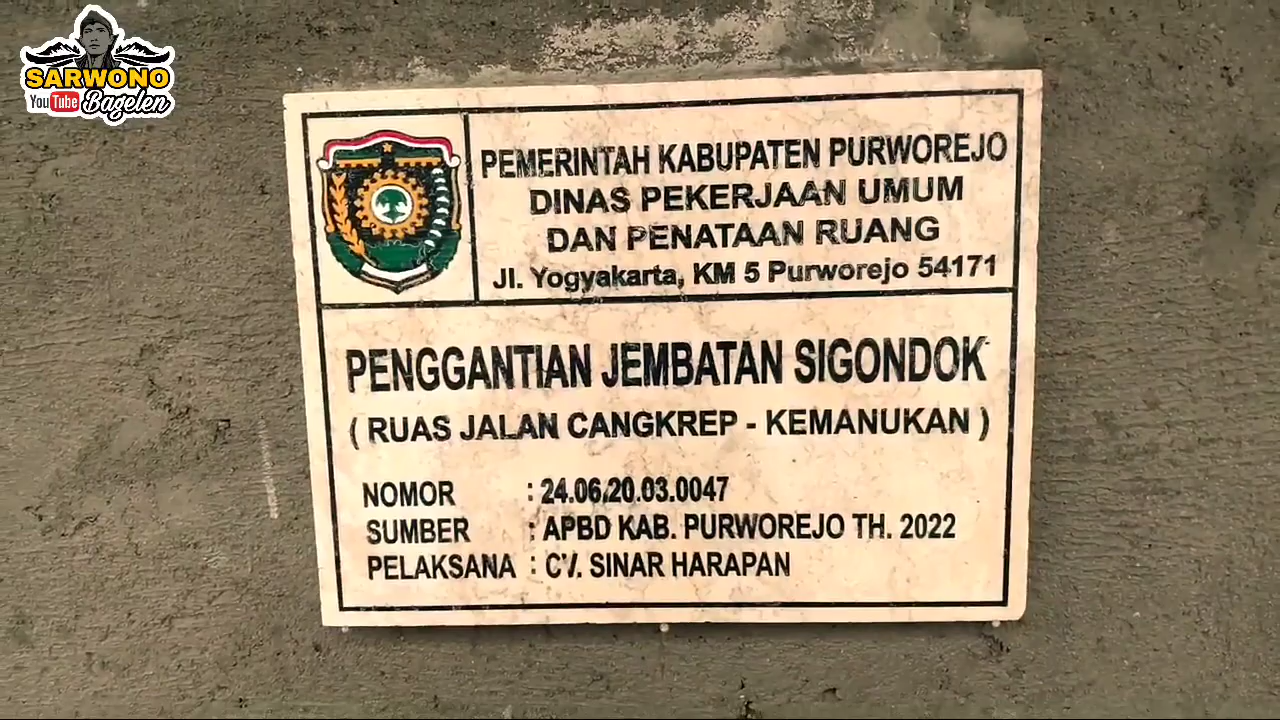 SARWONO
YouTube Bagelen
PEMERINTAH KABUPATEN PURWOREJO
DINAS PEKERJAAN UMUM
DAN PENATAAN RUANG
Jl. Yogyakarta, KM 5 Purworejo 54171
PENGGANTIAN JEMBATAN SIGONDOK
( RUAS JALAN CANGKREP - KEMANUKAN )
NOMOR : 24.06.20.03.0047
SUMBER : APBD KAB. PURWOREJO TH. 2022
PELAKSANA : CV. SINAR HARAPAN